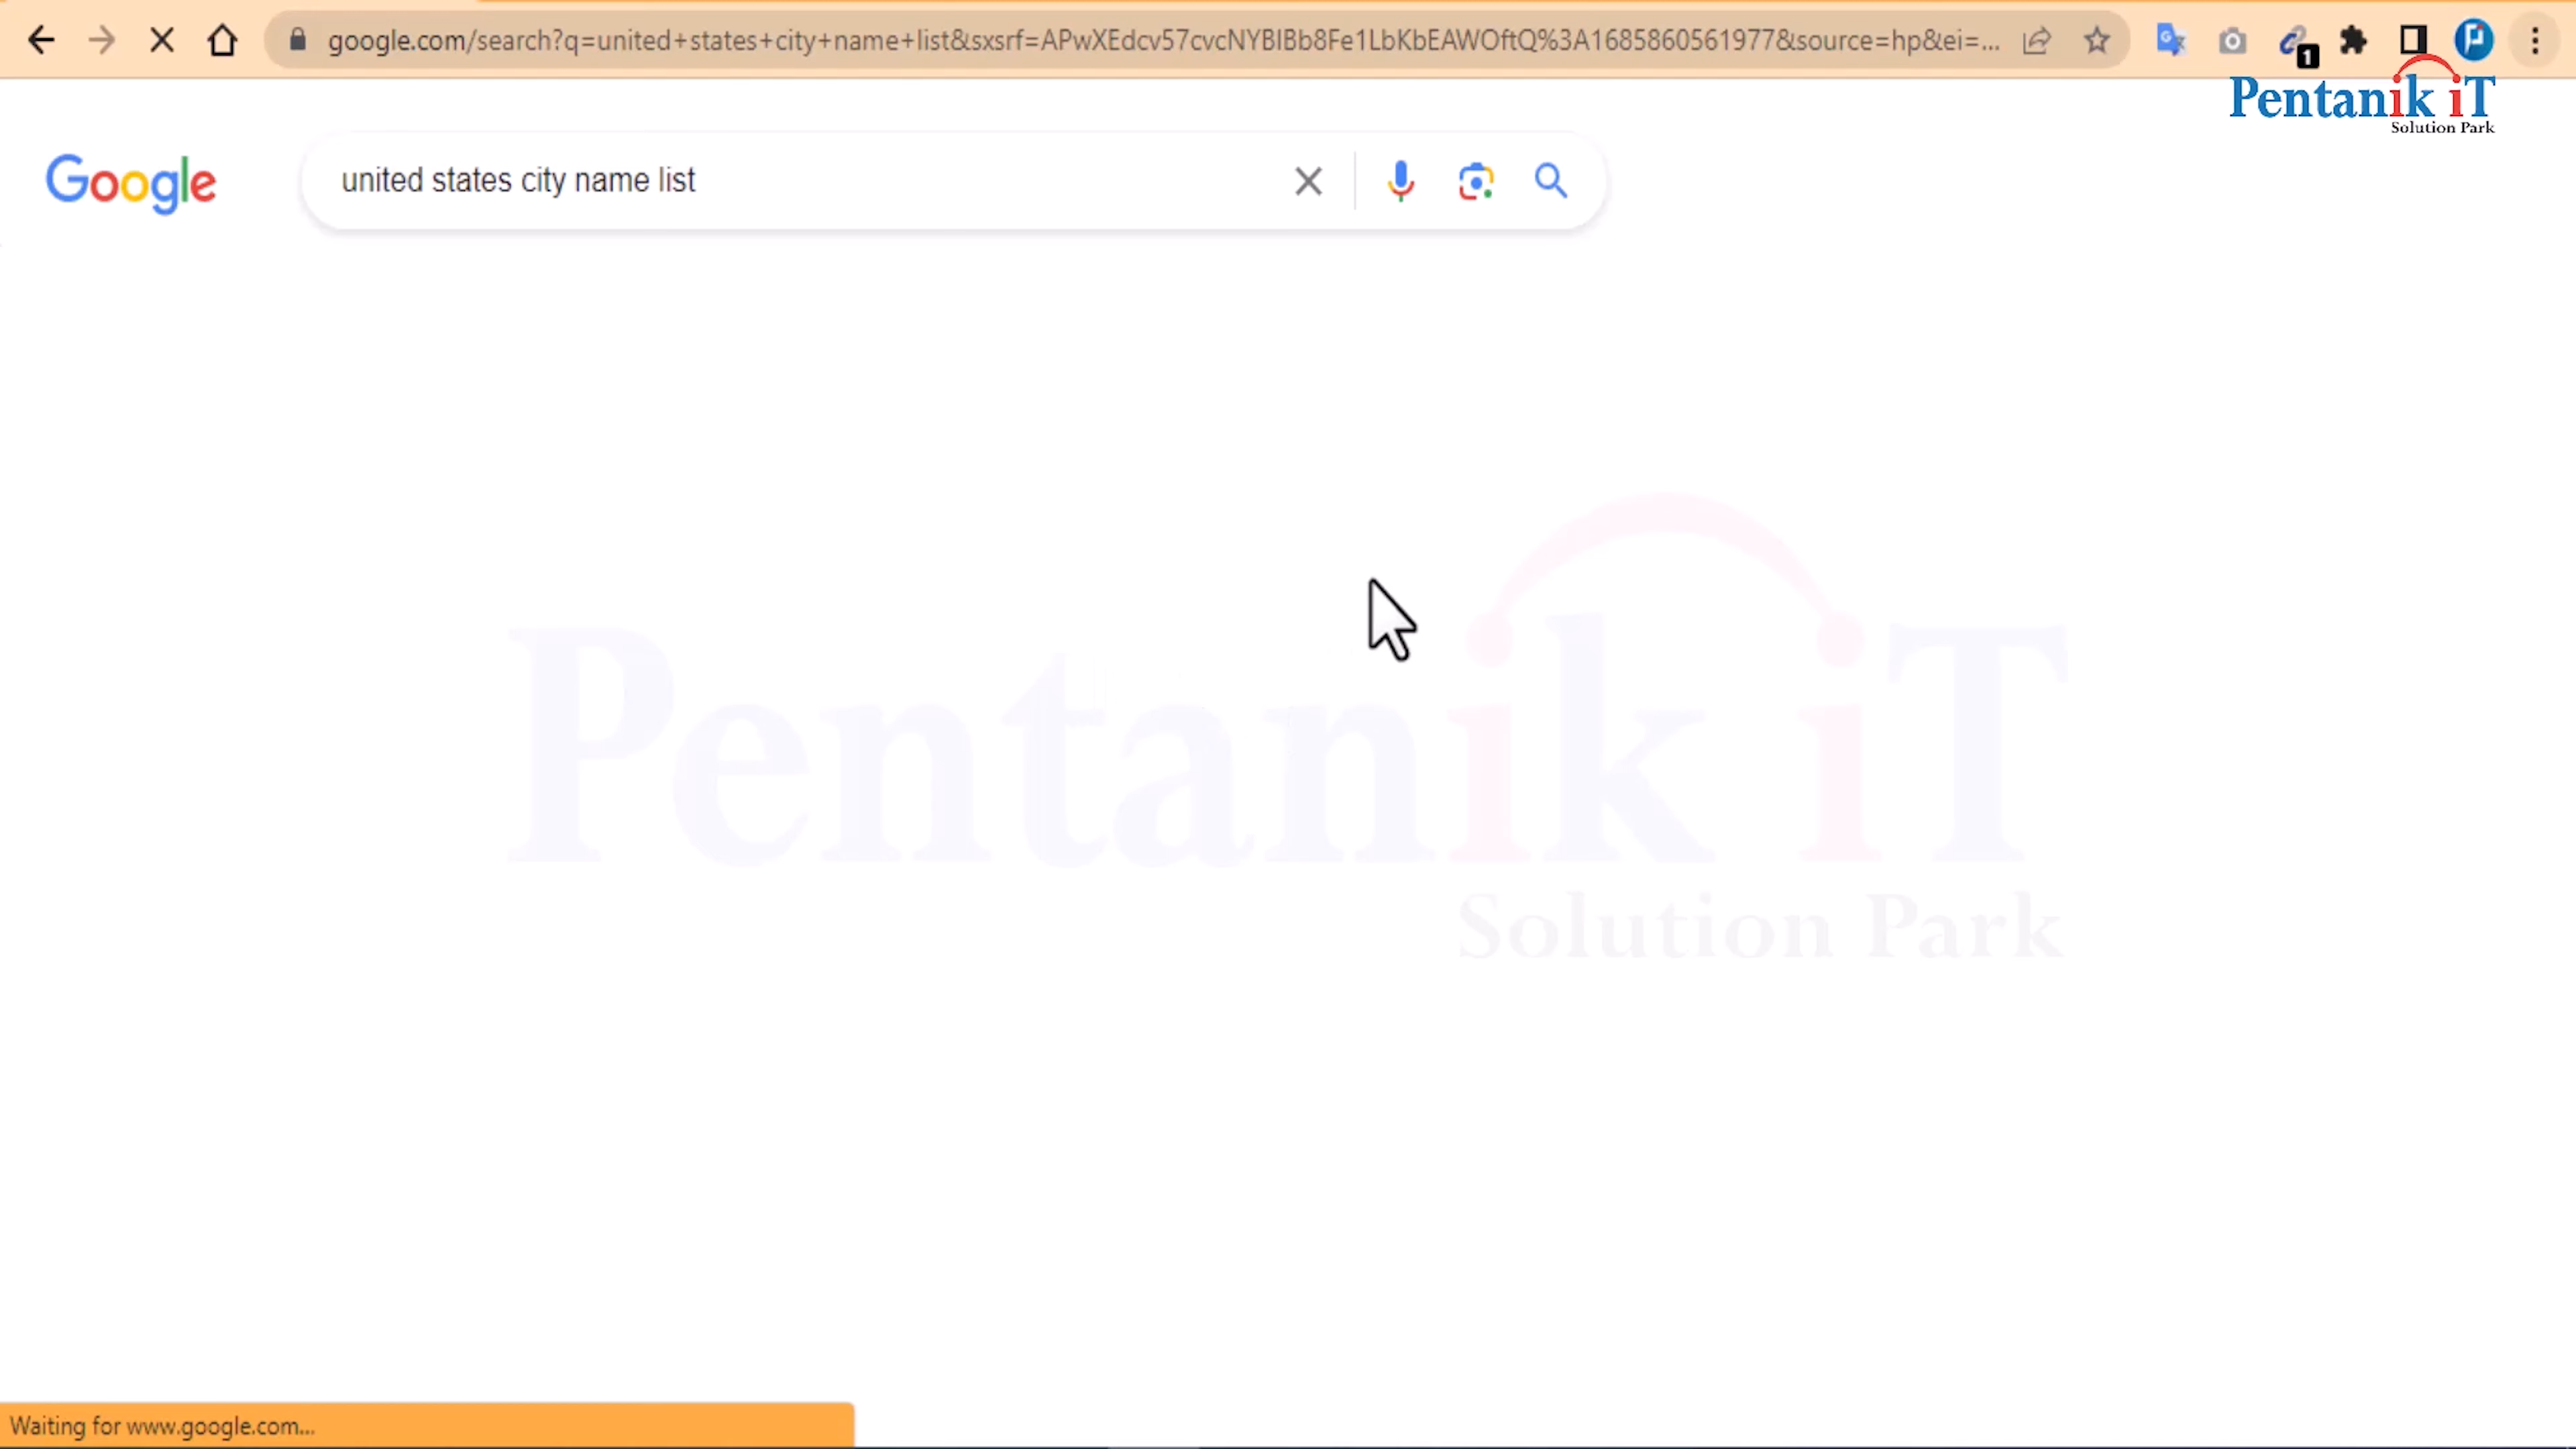 google.com/search?q=united+states+city+name+list&sxsrf=APwXEdcv57cvcNYBIBb8Fe1LbKbEAWOftQ%3A1685860561977&source=hp&ei=...
1
Pentanik iT
Solution Park
Google
united states city name list
Pentanik iT
Solution Park
Waiting for www.google.com...